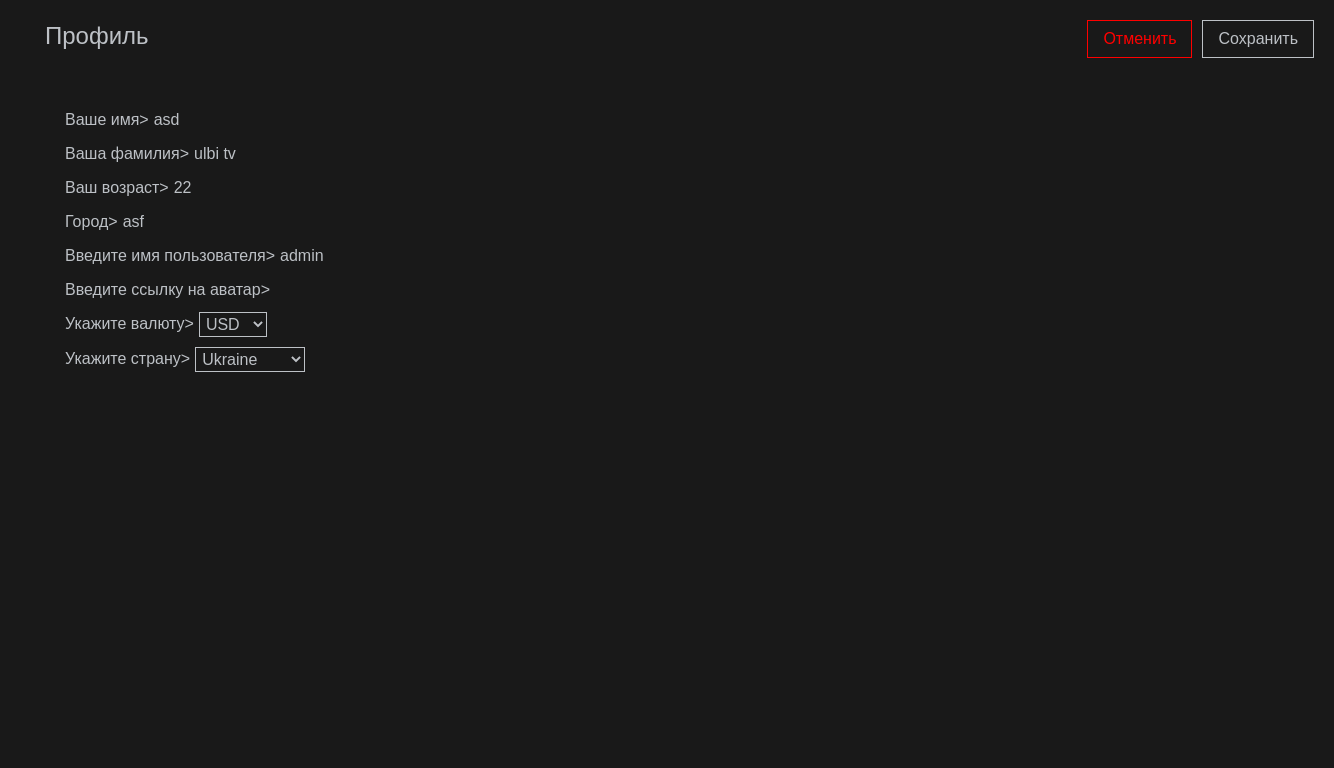 Профиль
Отменить
Сохранить
Ваше имя> asd
Ваша фамилия> ulbi tv
Ваш возраст> 22
Город> asf
Введите имя пользователя> admin
Введите ссылку на аватар>
Укажите валюту> USD
Укажите страну> Ukraine